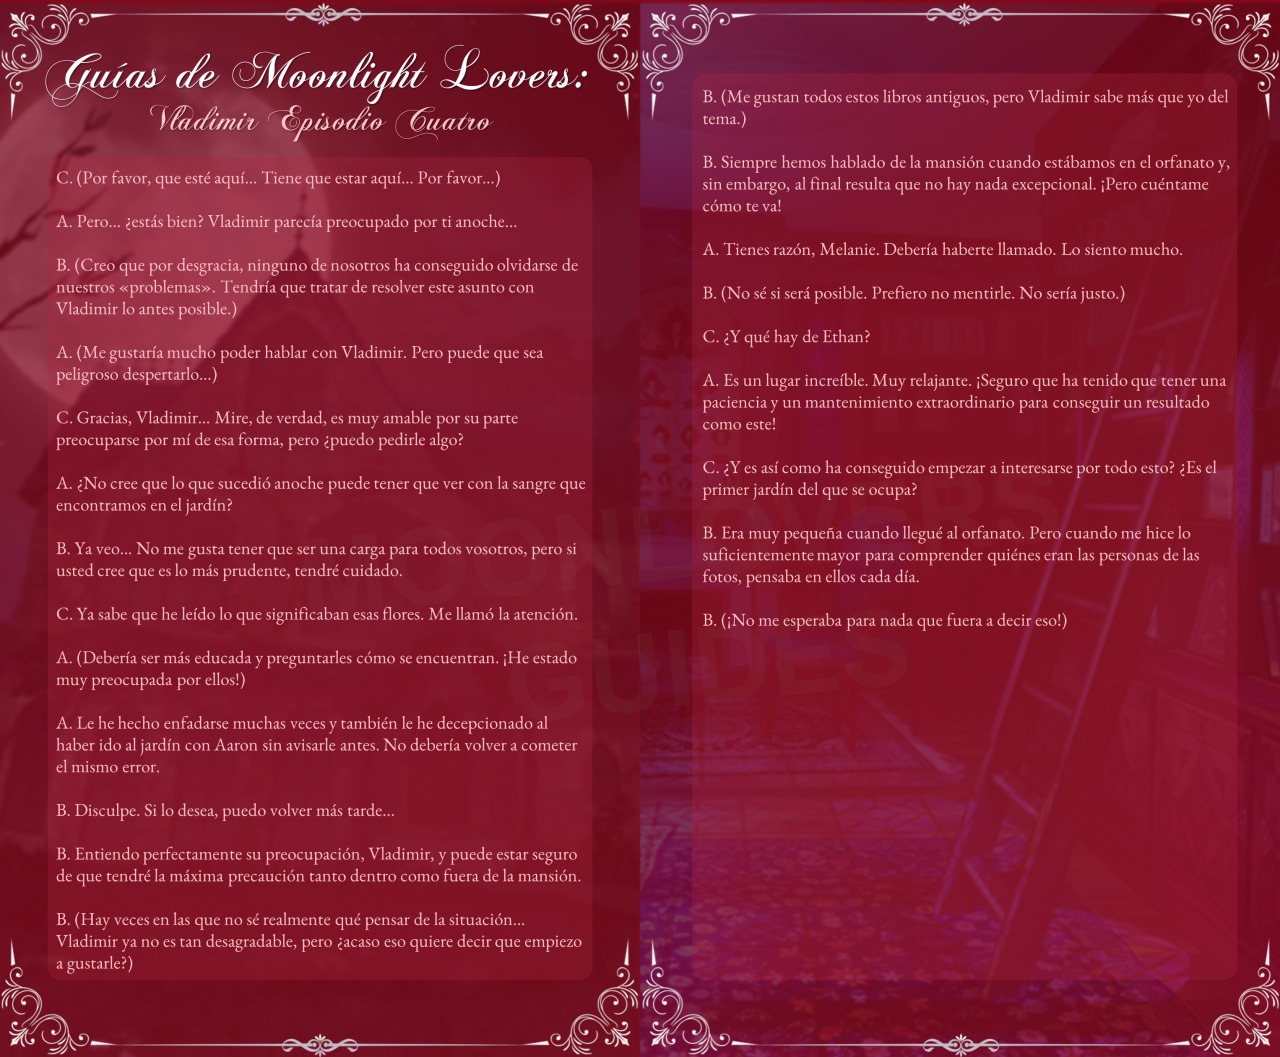 Guías de Moonlight Lovers:
Vladimir Episodio Cuatro
C. (Por favor, que esté aquí... Tiene que estar aquí... Por favor...)
A. Pero... ¿estás bien? Vladimir parecía preocupado por ti anoche...
B. (Creo que por desgracia, ninguno de nosotros ha conseguido olvidarse de
nuestros «problemas». Tendría que tratar de resolver este asunto con
Vladimir lo antes posible.)
A. (Me gustaría mucho poder hablar con Vladimir. Pero puede que sea
peligroso despertarlo...)
C. Gracias, Vladimir... Mire, de verdad, es muy amable por su parte
preocuparse por mí de esa forma, pero ¿puedo pedirle algo?
A. ¿No cree que lo que sucedió anoche puede tener que ver con la sangre que
encontramos en el jardín?
B. Ya veo... No me gusta tener que ser una carga para todos vosotros, pero si
usted cree que es lo más prudente, tendré cuidado.
C. Ya sabe que he leído lo que significaban esas flores. Me llamó la atención.
A. (Debería ser más educada y preguntarles cómo se encuentran. ¡He estado
muy preocupada por ellos!)
A. Le he hecho enfadarse muchas veces y también le he decepcionado al
haber ido al jardín con Aaron sin avisarle antes. No debería volver a cometer
el mismo error.
B. Disculpe. Si lo desea, puedo volver más tarde...
B. Entiendo perfectamente su preocupación, Vladimir, y puede estar seguro
de que tendré la máxima precaución tanto dentro como fuera de la mansión.
B. (Hay veces en las que no sé realmente qué pensar de la situación...
Vladimir ya no es tan desagradable, pero ¿acaso eso quiere decir que empiezo
a gustarle?)
B. (Me gustan todos estos libros antiguos, pero Vladimir sabe más que yo del
tema.)
B. Siempre hemos hablado de la mansión cuando estábamos en el orfanato y,
sin embargo, al final resulta que no hay nada excepcional. ¡Pero cuéntame
cómo te va!
A. Tienes razón, Melanie. Debería haberte llamado. Lo siento mucho.
B. (No sé si será posible. Prefiero no mentirle. No sería justo.)
C. ¿Y qué hay de Ethan?
A. Es un lugar increíble. Muy relajante. ¡Seguro que ha tenido que tener una
paciencia y un mantenimiento extraordinario para conseguir un resultado
como este!
C. ¿Y es así como ha conseguido empezar a interesarse por todo esto? ¿Es el
primer jardín del que se ocupa?
B. Era muy pequeña cuando llegué al orfanato. Pero cuando me hice lo
suficientemente mayor para comprender quiénes eran las personas de las
fotos, pensaba en ellos cada día.
B. (¡No me esperaba para nada que fuera a decir eso!)
MOONLOVERS
GUIDES